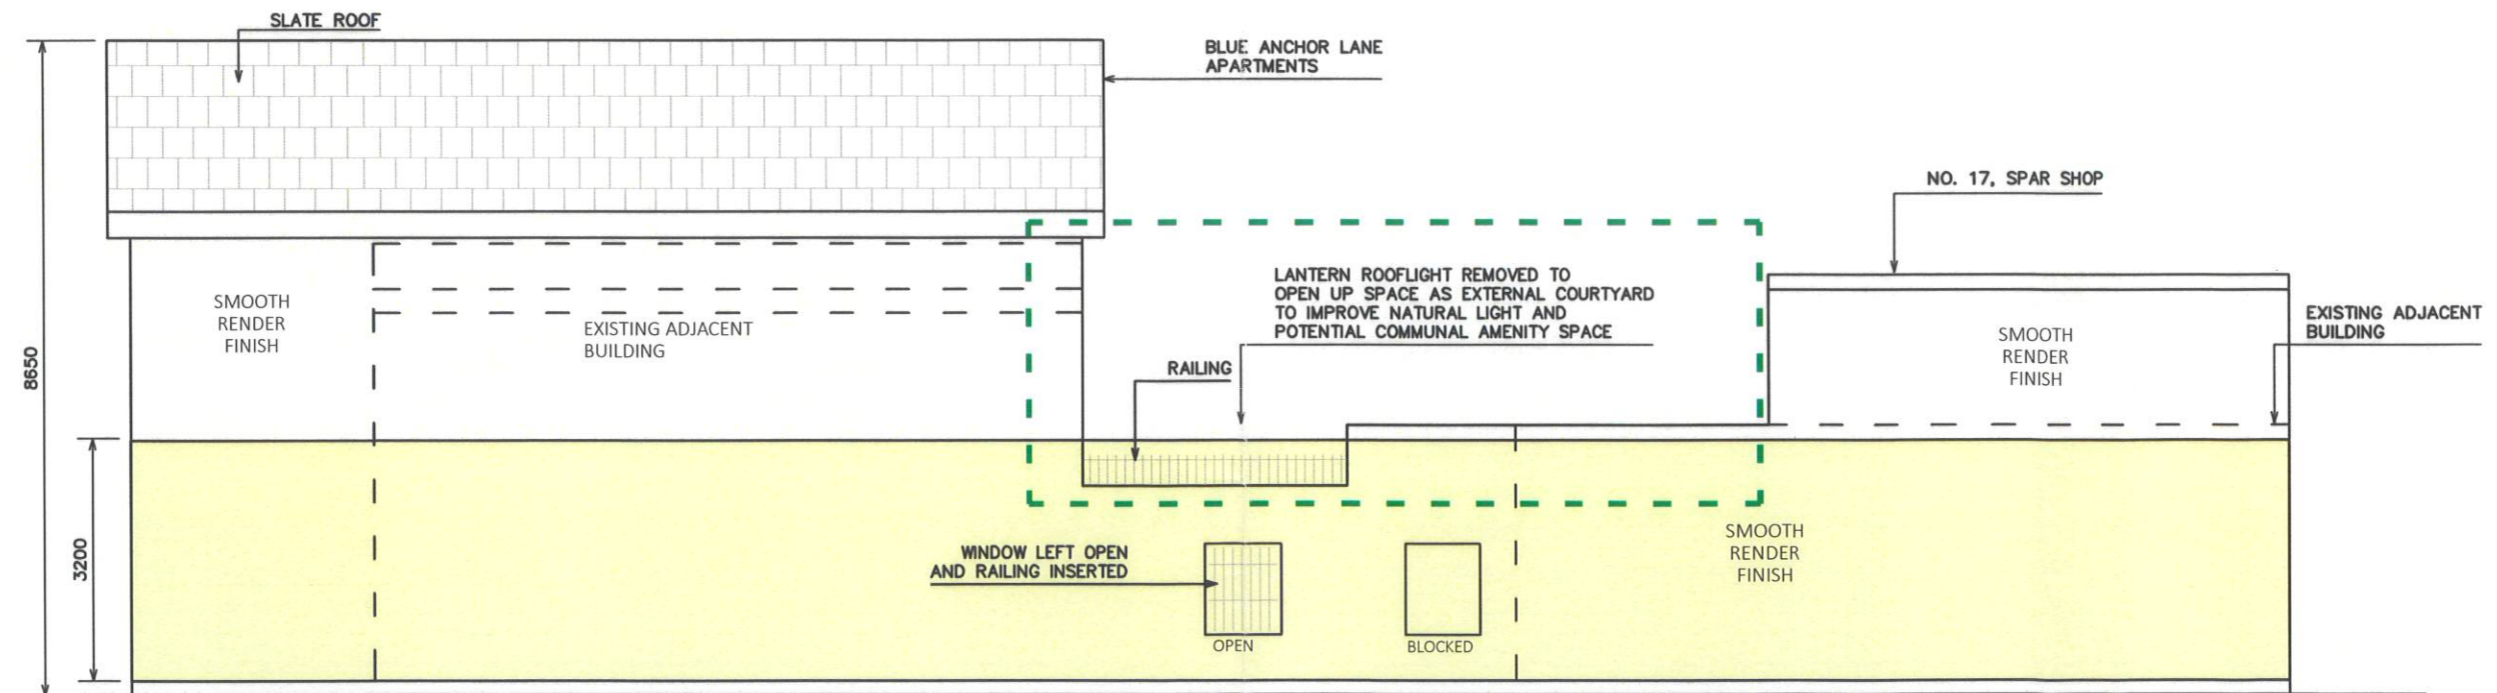 SLATE ROOF
BLUE ANCHOR LANE
APARTMENTS
NO. 17, SPAR SHOP
LANTERN ROOFLIGHT REMOVED TO
OPEN UP SPACE AS EXTERNAL COURTYARD
TO IMPROVE NATURAL LIGHT AND
POTENTIAL COMMUNAL AMENITY SPACE
SMOOTH
RENDER
FINISH
EXISTING ADJACENT
BUILDING
RAILING
SMOOTH
RENDER
FINISH
EXISTING ADJACENT
BUILDING
8650
3200
WINDOW LEFT OPEN
AND RAILING INSERTED
OPEN
BLOCKED
SMOOTH
RENDER
FINISH